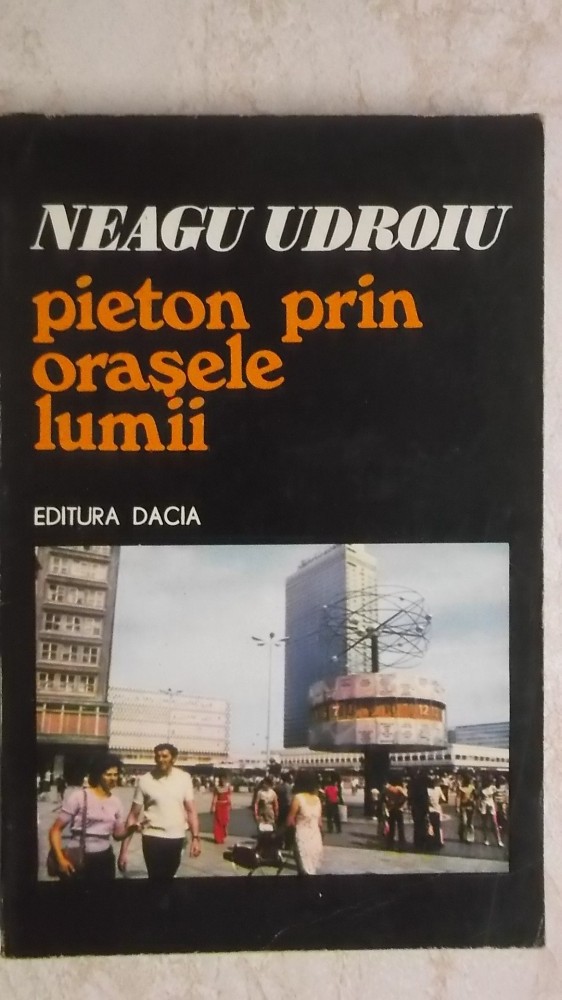 NEAGU UDROIU
pieton prin
orașele
lumii
EDITURA DACIA